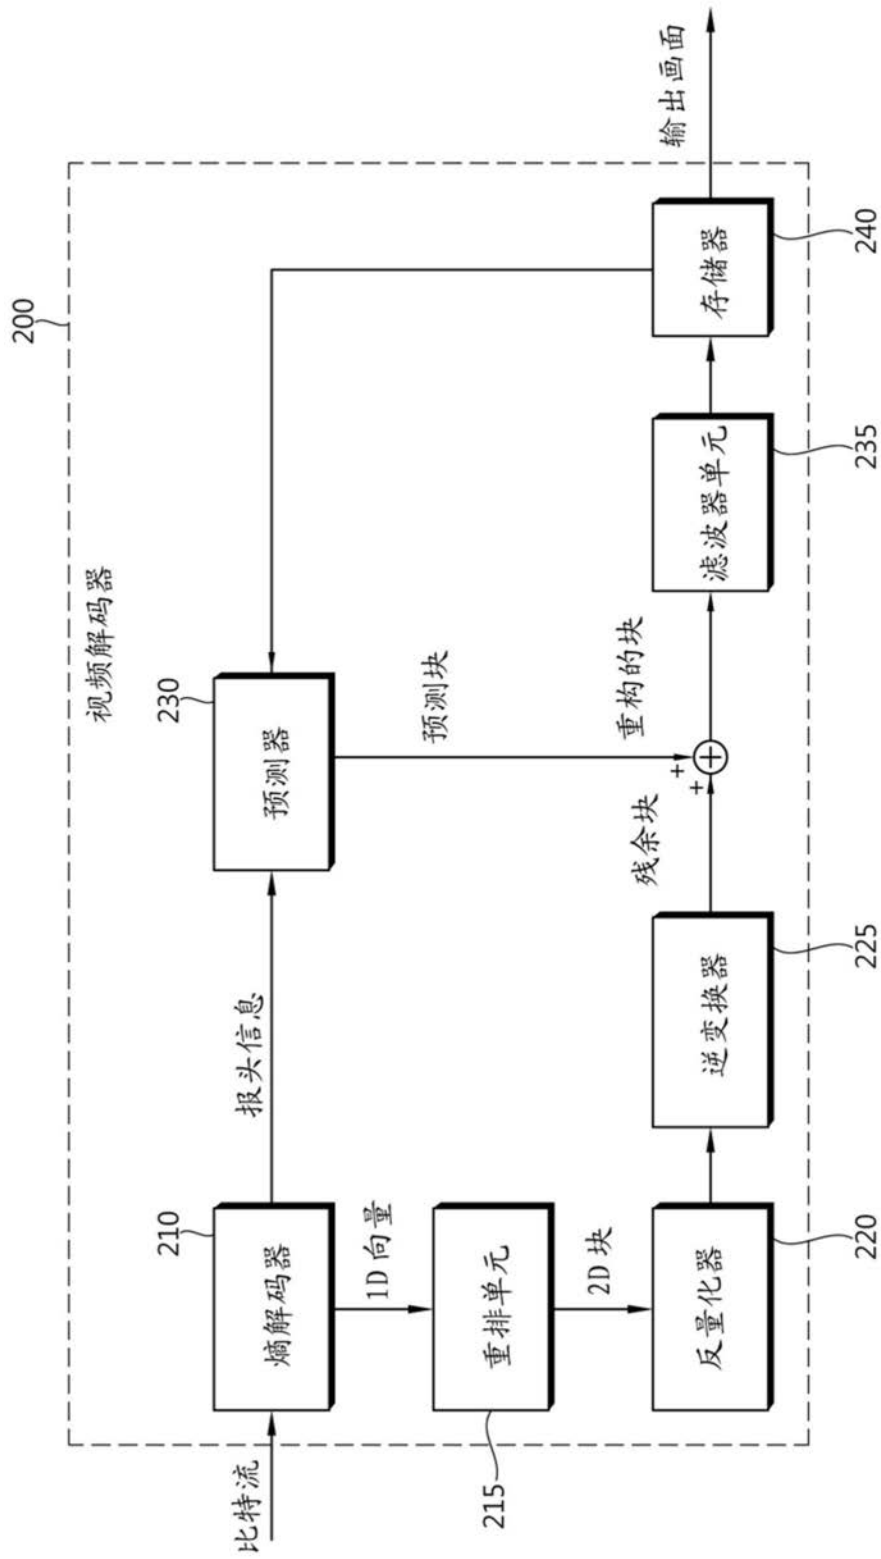 200
视频解码器
比特流
210
熵解码器
报头信息
230
预测器
1D 向量
预测块
215
重排单元
2D 块
220
反量化器
225
逆变换器
残余块
+
+
重构的块
235
滤波器单元
240
存储器
输出画面